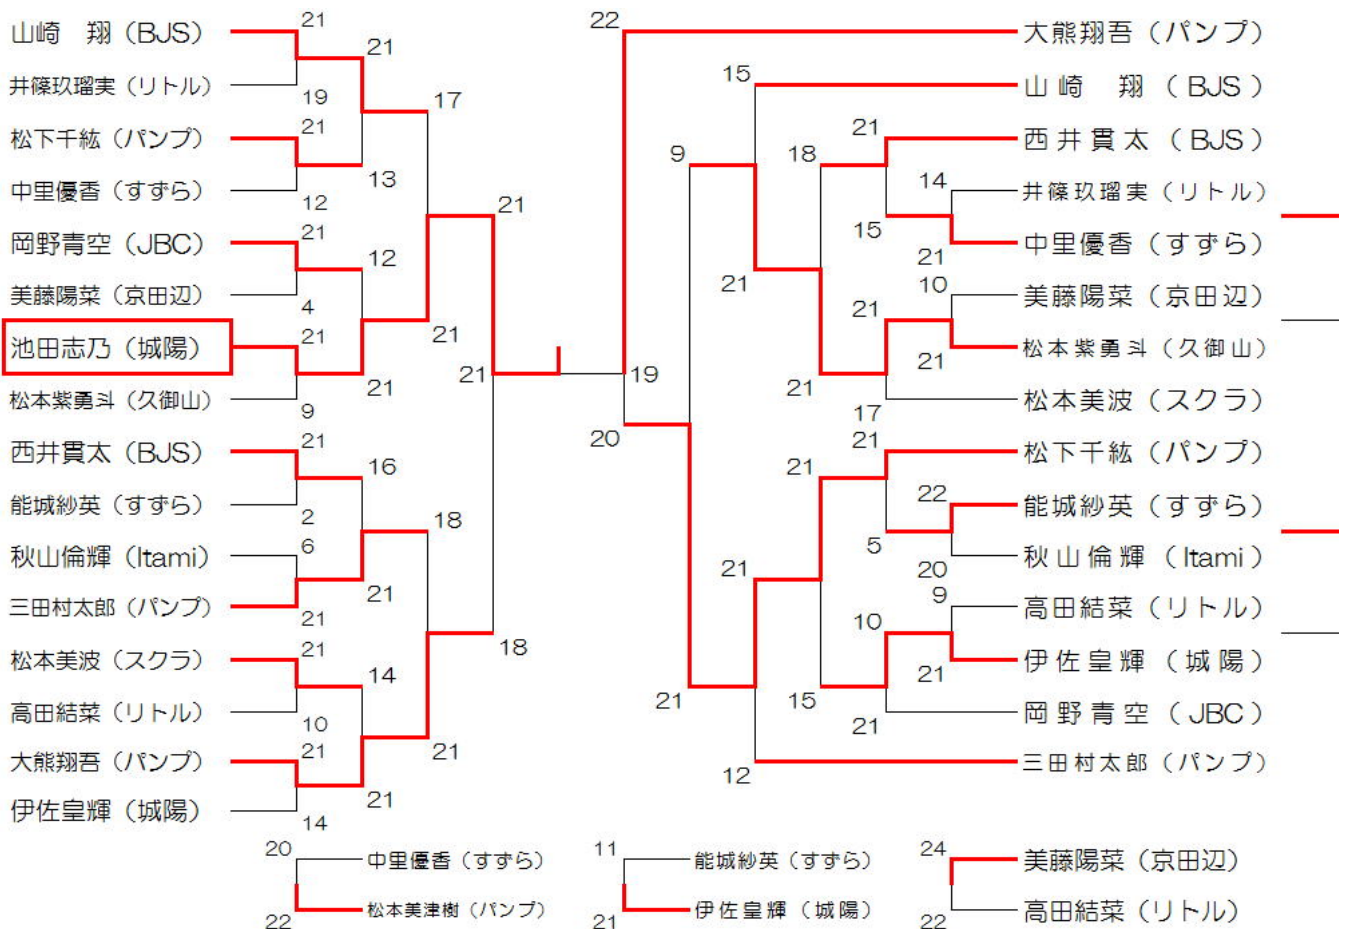 山崎　翔（BJS）
井篠玖瑠実（リトル）
松下千紘（パンプ）
中里優香（すずら）
岡野青空（JBC）
美藤陽菜（京田辺）
池田志乃（城陽）
松本紫勇斗（久御山）
西井貫太（BJS）
能城紗英（すずら）
秋山倫輝（Itami）
三田村太郎（パンプ）
松本美波（スクラ）
高田結菜（リトル）
大熊翔吾（パンプ）
伊佐皇輝（城陽）
21
19
21
12
21
4
21
9
21
2
6
21
21
10
21
14
21
13
12
21
16
21
14
21
17
21
18
21
21
18
21
19
22
20
9
21
15
21
21
12
18
21
21
15
21
15
21
17
21
5
10
21
14
21
10
21
22
20
9
21
大熊翔吾（パンプ）
山崎　翔（BJS）
西井貫太（BJS）
井篠玖瑠実（リトル）
中里優香（すずら）
美藤陽菜（京田辺）
松本紫勇斗（久御山）
松本美波（スクラ）
松下千紘（パンプ）
能城紗英（すずら）
秋山倫輝（Itami）
高田結菜（リトル）
伊佐皇輝（城陽）
岡野青空（JBC）
三田村太郎（パンプ）
20
中里優香（すずら）
22
松本美津樹（パンプ）
11
能城紗英（すずら）
21
伊佐皇輝（城陽）
24
美藤陽菜（京田辺）
22
高田結菜（リトル）